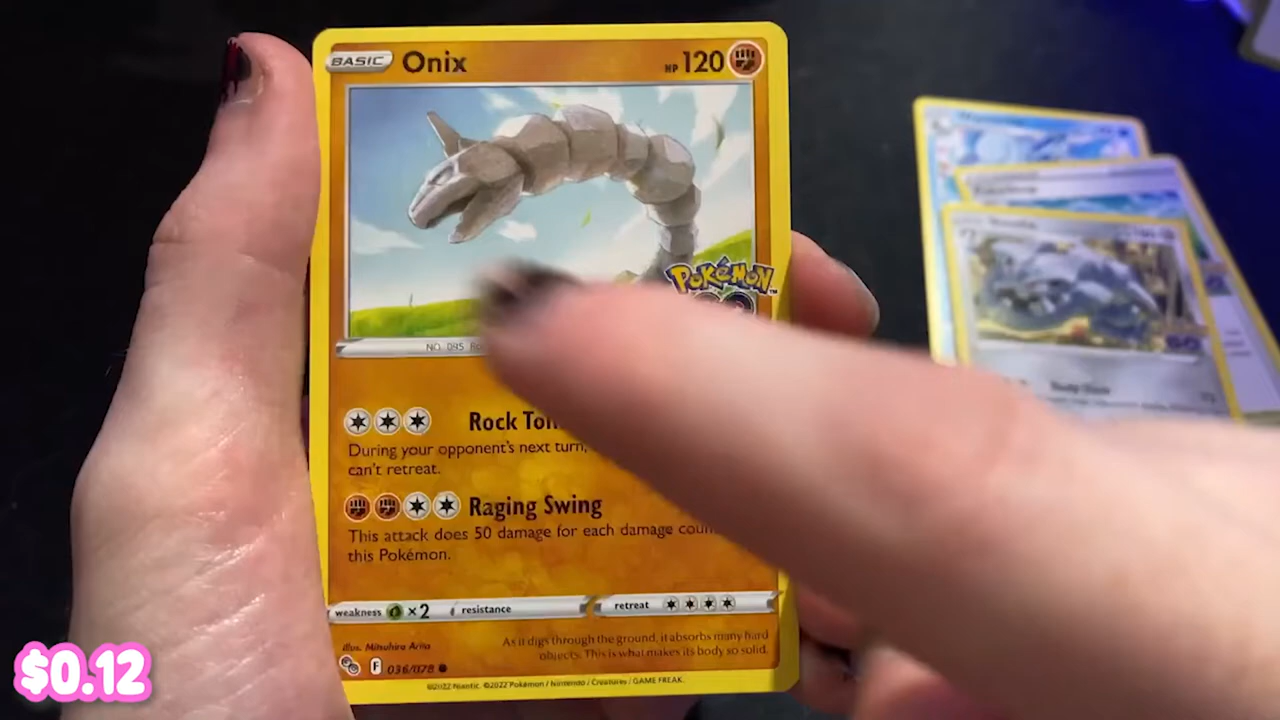 BASIC Onix HP 120
POKéMON™
GO
NO. 095
Rock
During your opponent's next turn,
can't retreat.
Raging Swing
This attack does 50 damage for each damage
this Pokémon.
weakness ×2 resistance retreat
illus. Mitsuhiro Arita
As it digs through the ground, it absorbs many hard
objects. This is what makes its body so solid.
F 036/078
©2022 Niantic. ©2022 Pokémon / Nintendo / Creatures / GAME FREAK.
GO
$0.12